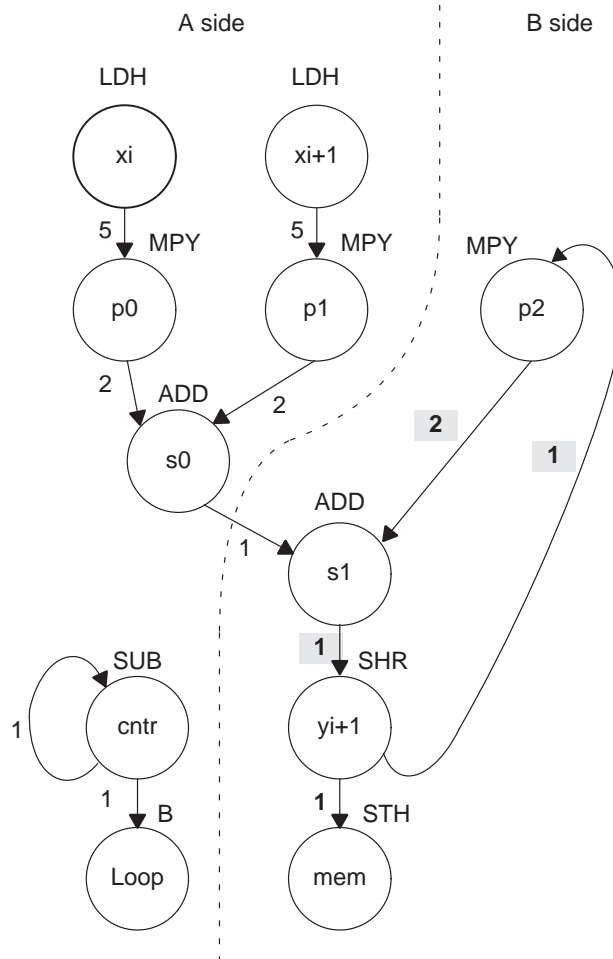 A side
B side
LDH
LDH
xi
xi+1
5
5
MPY
MPY
MPY
p0
p1
p2
2
2
ADD
2
1
s0
ADD
1
s1
1
SUB
SHR
1
cntr
yi+1
1
B
1
STH
Loop
mem